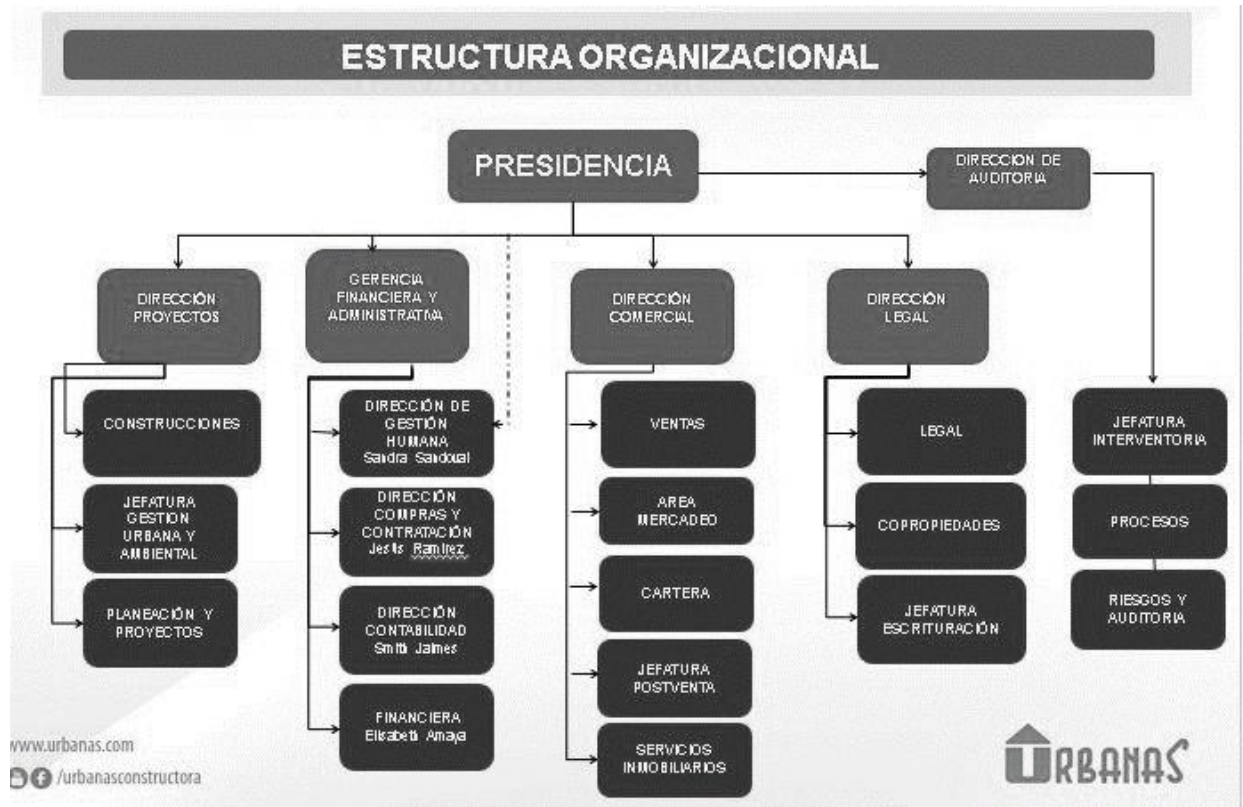 ESTRUCTURA ORGANIZACIONAL
PRESIDENCIA
DIRECCION DE
AUDITORIA
DIRECCIÓN
PROYECTOS
GERENCIA
FINANCIERA Y
ADMINISTRATIVA
DIRECCIÓN
COMERCIAL
DIRECCIÓN
LEGAL
CONSTRUCCIONES
JEFATURA
GESTION
URBANA Y
AMBIENTAL
PLANEACIÓN Y
PROYECTOS
DIRECCIÓN DE
GESTIÓN
HUMANA
Sandra Sandoval
DIRECCIÓN
COMPRAS Y
CONTRATACIÓN
Jesús Ramirez
DIRECCIÓN
CONTABILIDAD
Smith Jaimes
FINANCIERA
Elisabeth Amaya
VENTAS
AREA
MERCADEO
CARTERA
JEFATURA
POSTVENTA
SERVICIOS
INMOBILIARIOS
LEGAL
COPROPIEDADES
JEFATURA
ESCRITURACIÓN
JEFATURA
INTERVENTORIA
PROCESOS
RIESGOS Y
AUDITORIA
www.urbanas.com
/urbanasconstructora
URBANAS